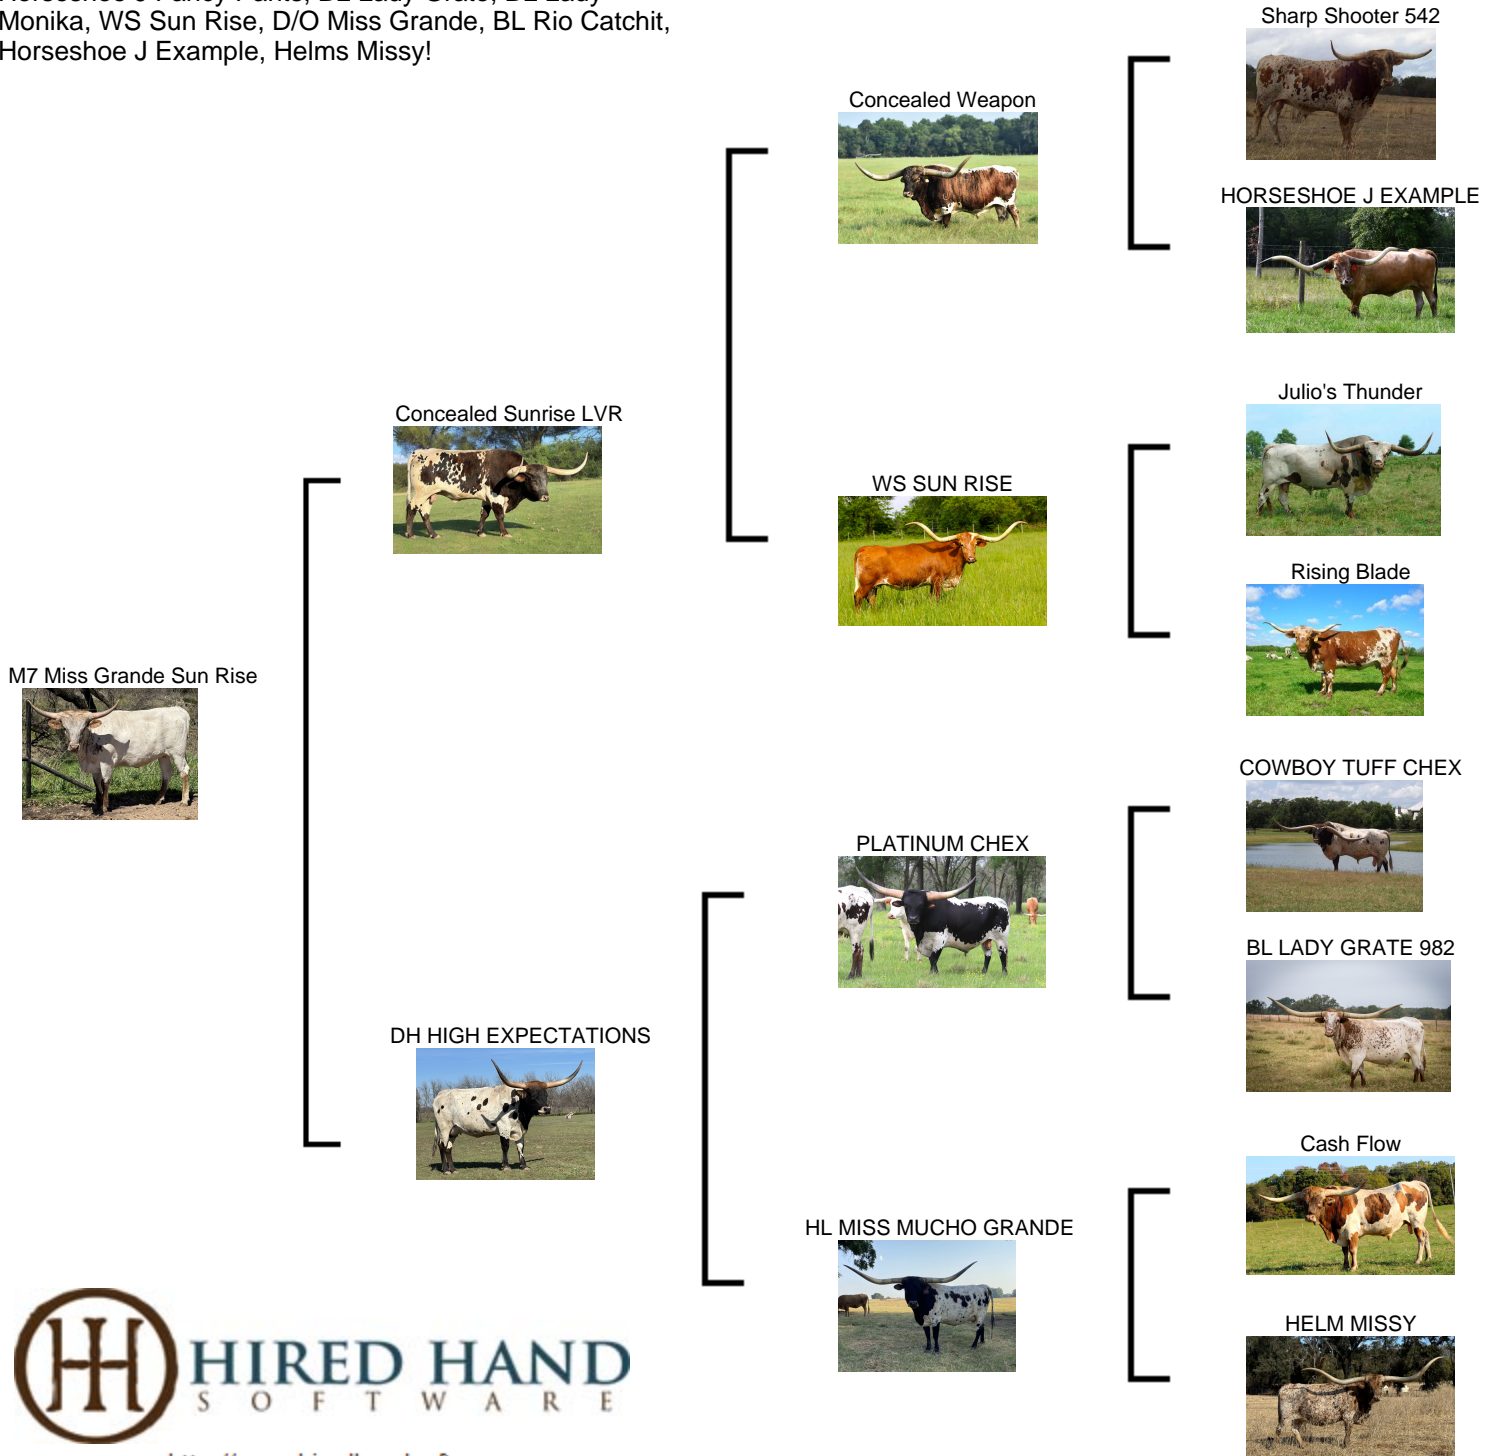 Monika, WS Sun Rise, D/O Miss Grande, BL Rio Catchit,
Horseshoe J Example, Helms Missy!
Sharp Shooter 542
Concealed Weapon
HORSESHOE J EXAMPLE
Julio's Thunder
Concealed Sunrise LVR
WS SUN RISE
Rising Blade
M7 Miss Grande Sun Rise
COWBOY TUFF CHEX
PLATINUM CHEX
BL LADY GRATE 982
DH HIGH EXPECTATIONS
Cash Flow
HL MISS MUCHO GRANDE
HELM MISSY
HIRED HAND
SOFTWARE